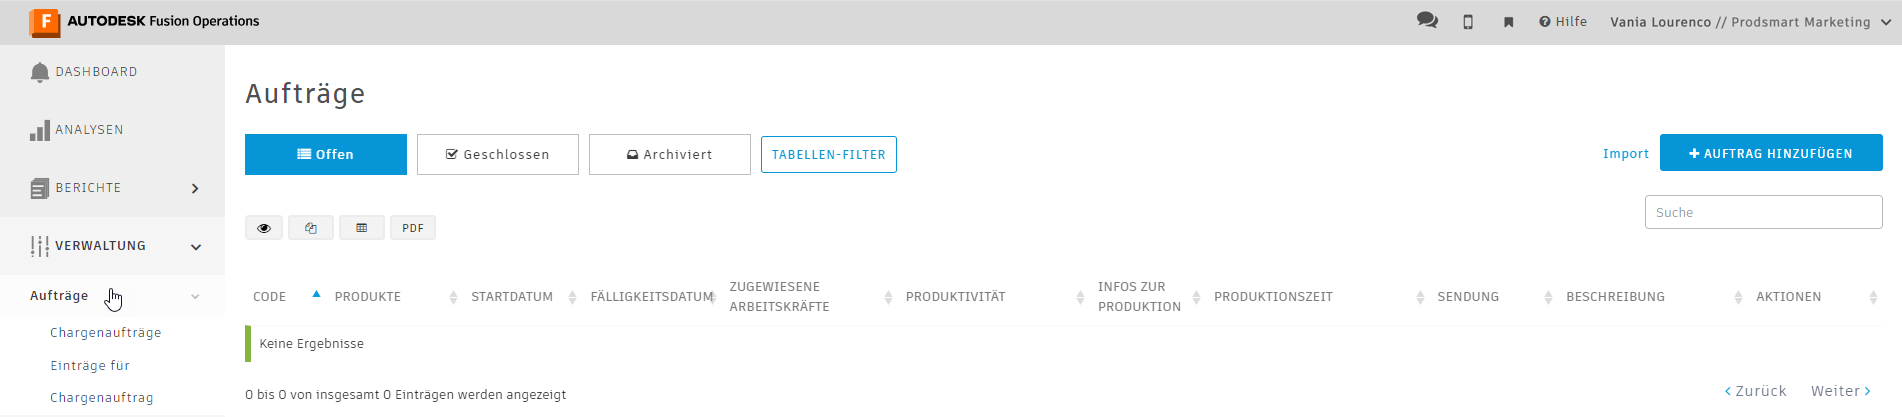 AUTODESK Fusion Operations
Hilfe
Vania Lourenco // Prodsmart Marketing
DASHBOARD
ANALYSEN
BERICHTE
VERWALTUNG
Aufträge
Chargenaufträge
Einträge für
Chargenauftrag
Aufträge
Offen
Geschlossen
Archiviert
TABELLEN-FILTER
Import
+ AUFTRAG HINZUFÜGEN
Suche
PDF
CODE
PRODUKTE
STARTDATUM
FÄLLIGKEITSDATUM
ZUGEWIESENE
ARBEITSKRÄFTE
PRODUKTIVITÄT
INFOS ZUR
PRODUKTION
PRODUKTIONSZEIT
SENDUNG
BESCHREIBUNG
AKTIONEN
Keine Ergebnisse
0 bis 0 von insgesamt 0 Einträgen werden angezeigt
‹ Zurück
Weiter ›